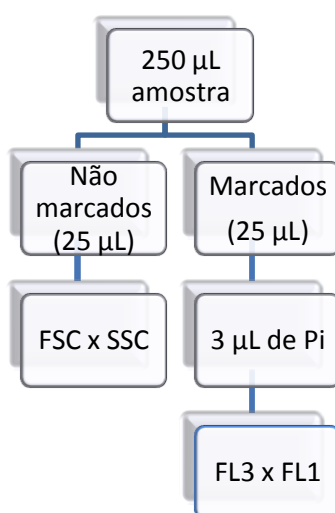 250 µL
amostra
Não
marcados
(25 µL)
Marcados
(25 µL)
FSC x SSC
3 µL de Pi
FL3 x FL1